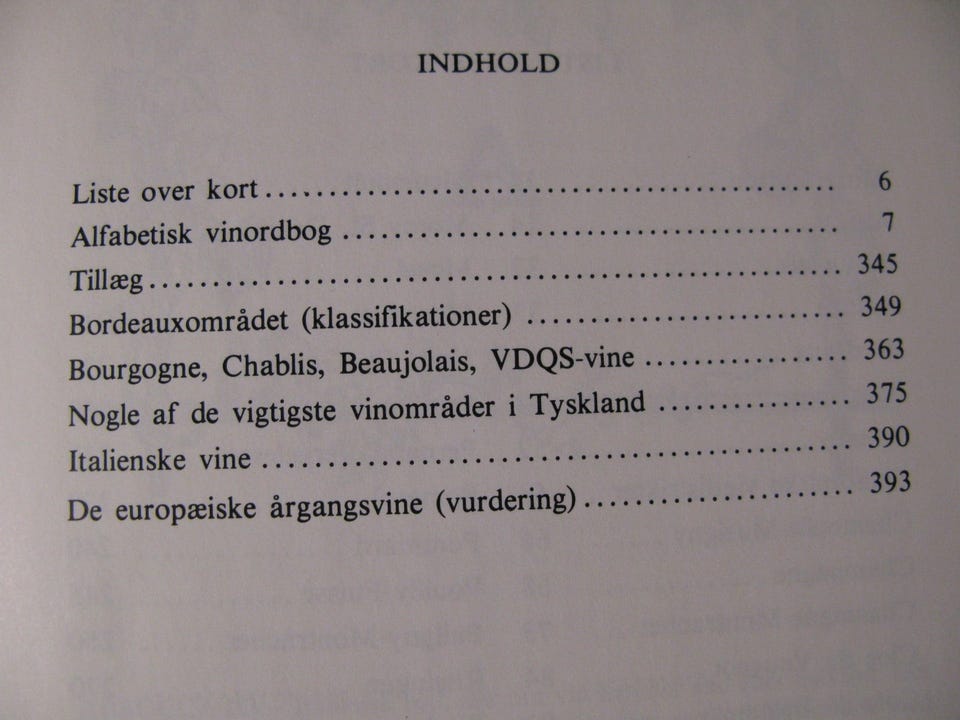 INDHOLD
Liste over kort .................................................. 6
Alfabetisk vinordbog ........................................ 7
Tillæg .......................................................... 345
Bordeauxområdet (klassifikationer) ......................... 349
Bourgogne, Chablis, Beaujolais, VDQS-vine ................ 363
Nogle af de vigtigste vinområder i Tyskland ............... 375
Italienske vine ................................................ 390
De europæiske årgangsvine (vurdering) ..................... 393